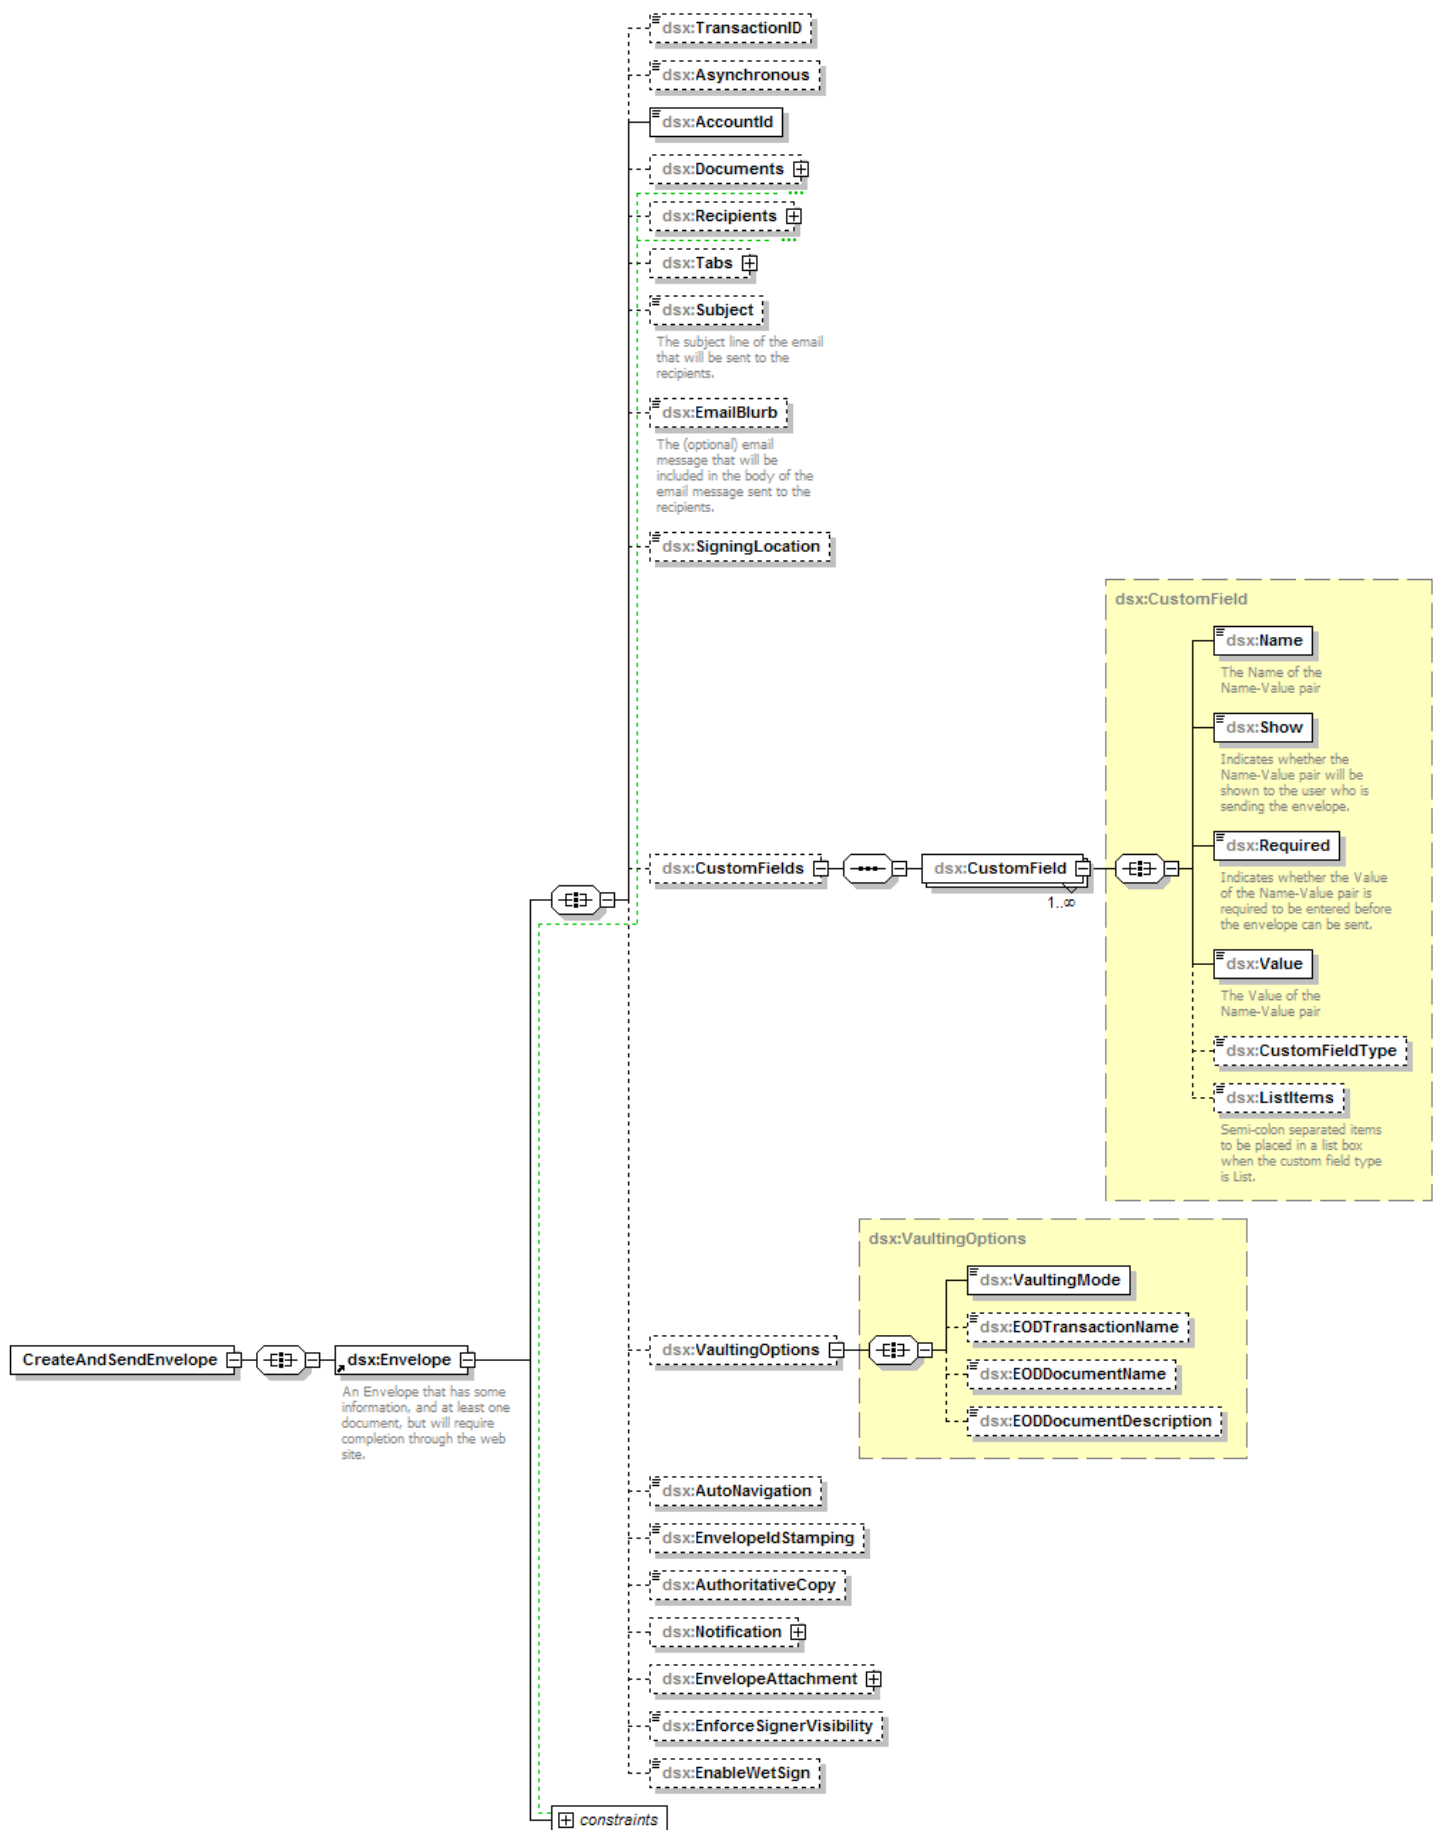 dsx:TransactionID
dsx:Asynchronous
dsx:AccountId
dsx:Documents
dsx:Recipients
dsx:Tabs
dsx:Subject
The subject line of the email
that will be sent to the
recipients.
dsx:EmailBlurb
The (optional) email
message that will be
included in the body of the
email message sent to the
recipients.
dsx:SigningLocation
dsx:CustomField
dsx:Name
The Name of the
Name-Value pair
dsx:Show
Indicates whether the
Name-Value pair will be
shown to the user who is
sending the envelope.
dsx:Required
Indicates whether the Value
of the Name-Value pair is
required to be entered before
the envelope can be sent.
dsx:CustomFields
dsx:CustomField
1..∞
dsx:Value
The Value of the
Name-Value pair
dsx:CustomFieldType
dsx:ListItems
Semi-colon separated items
to be placed in a list box
when the custom field type
is List.
dsx:VaultingOptions
dsx:VaultingMode
dsx:EODTransactionName
dsx:VaultingOptions
dsx:EODDocumentName
dsx:EODDocumentDescription
CreateAndSendEnvelope
dsx:Envelope
An Envelope that has some
information, and at least one
document, but will require
completion through the web
site.
dsx:AutoNavigation
dsx:EnvelopeIdStamping
dsx:AuthoritativeCopy
dsx:Notification
dsx:EnvelopeAttachment
dsx:EnforceSignerVisibility
dsx:EnableWetSign
constraints